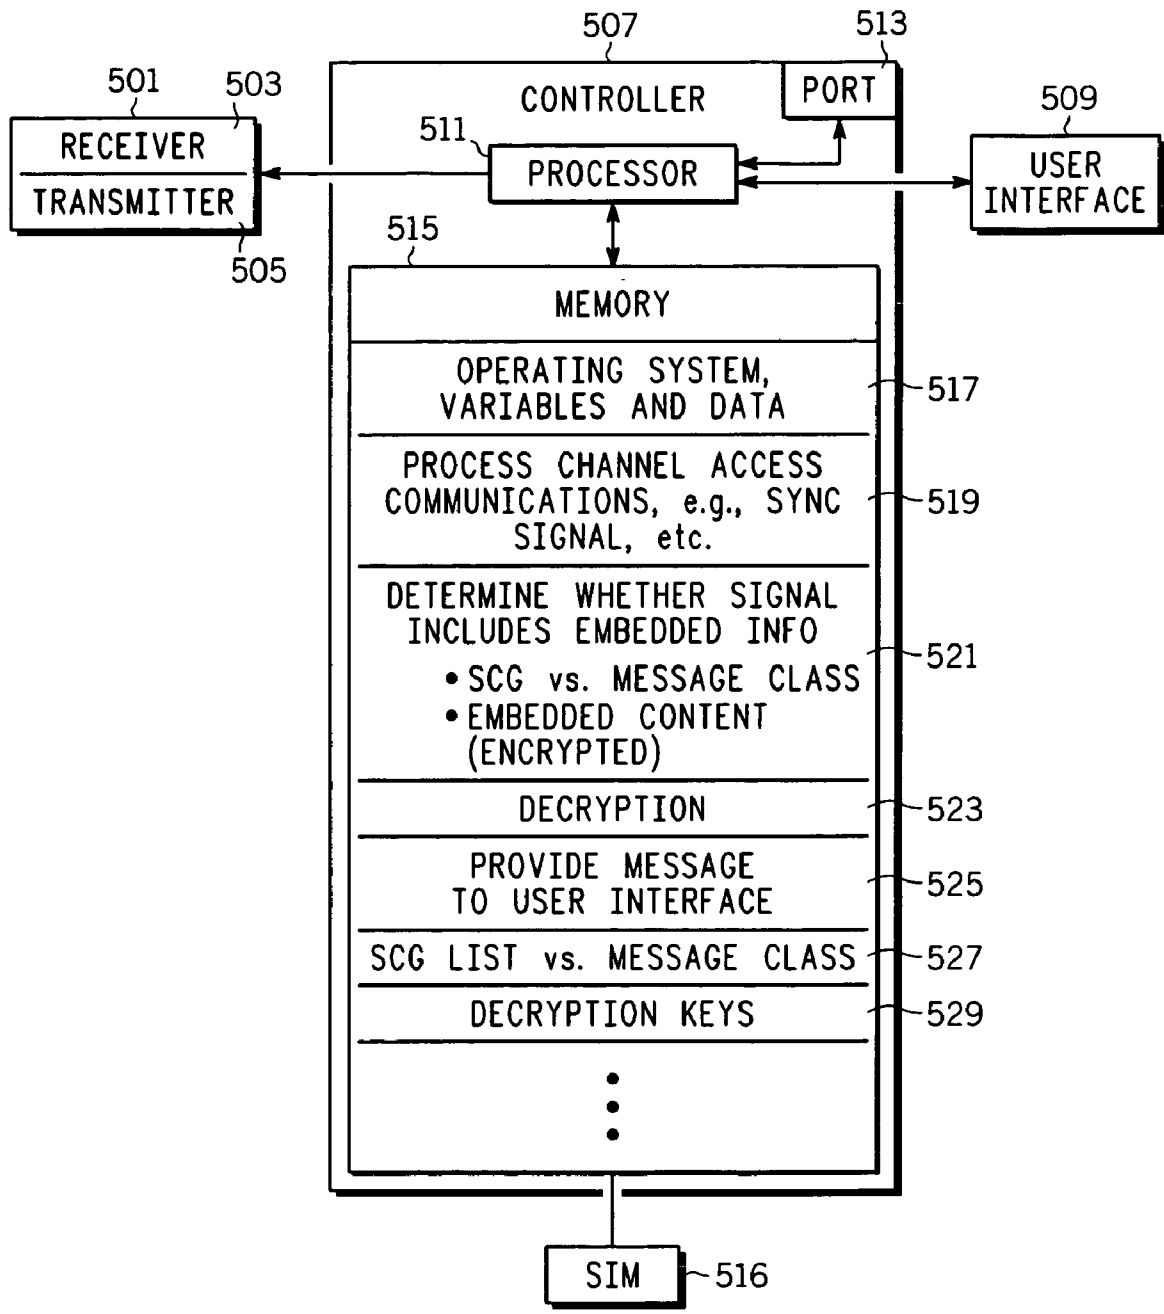 507
513
501
503
CONTROLLER
PORT
509
RECEIVER
511
TRANSMITTER
PROCESSOR
USER
INTERFACE
505
515
MEMORY
OPERATING SYSTEM,
VARIABLES AND DATA
517
PROCESS CHANNEL ACCESS
COMMUNICATIONS, e.g., SYNC
SIGNAL, etc.
519
DETERMINE WHETHER SIGNAL
INCLUDES EMBEDDED INFO
• SCG vs. MESSAGE CLASS
• EMBEDDED CONTENT
(ENCRYPTED)
521
DECRYPTION
523
PROVIDE MESSAGE
TO USER INTERFACE
525
SCG LIST vs. MESSAGE CLASS
527
DECRYPTION KEYS
529
SIM
516